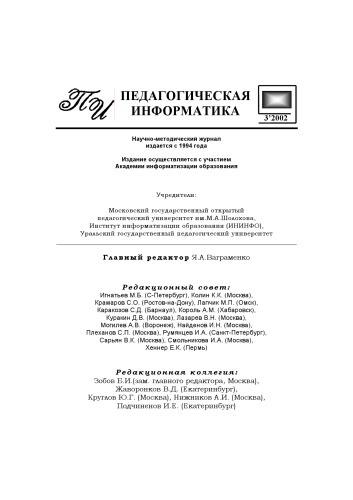 ПИ
ПЕДАГОГИЧЕСКАЯ
ИНФОРМАТИКА
3'2002
Научно-методический журнал
издается с 1994 года
Издание осуществляется с участием
Академии информатизации образования
Учредители:
Московский государственный открытый
педагогический университет им.М.А.Шолохова,
Институт информатизации образования (ИНИНФО),
Уральский государственный педагогический университет
Главный редактор Я.А.Ваграменко
Редакционный совет:
Игнатьев М.Б. (С-Петербург), Колин К.К. (Москва),
Крамаров С.О. (Ростов-на-Дону), Лапчик М.П. (Омск),
Каракозов С.Д. (Барнаул), Король А.М. (Хабаровск),
Куракин Д.В. (Москва), Лазарев В.Н. (Москва),
Могилев А.В. (Воронеж), Найденов И.Н. (Москва),
Плеханов С.П. (Москва), Румянцев И.А. (Санкт-Петербург),
Сарьян В.К. (Москва), Смольникова И.А. (Москва),
Хеннер Е.К. (Пермь)
Редакционная коллегия:
Зобов Б.И.(зам. главного редактора, Москва),
Жаворонков В.Д. (Екатеринбург)
Круглов Ю.Г. (Москва), Нижников А.И. (Москва),
Подчиненов И.Е. (Екатеринбург)